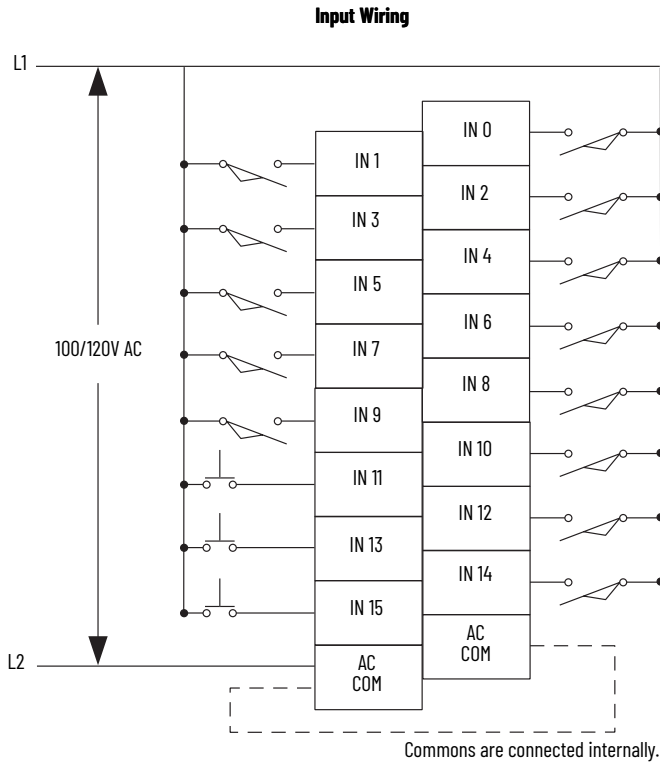 Input Wiring
L1
IN 0
IN 1
IN 2
IN 3
IN 4
IN 5
IN 6
IN 7
100/120V AC
IN 8
IN 9
IN 10
IN 11
IN 12
IN 13
IN 14
IN 15
AC
COM
L2
AC
COM
Commons are connected internally.